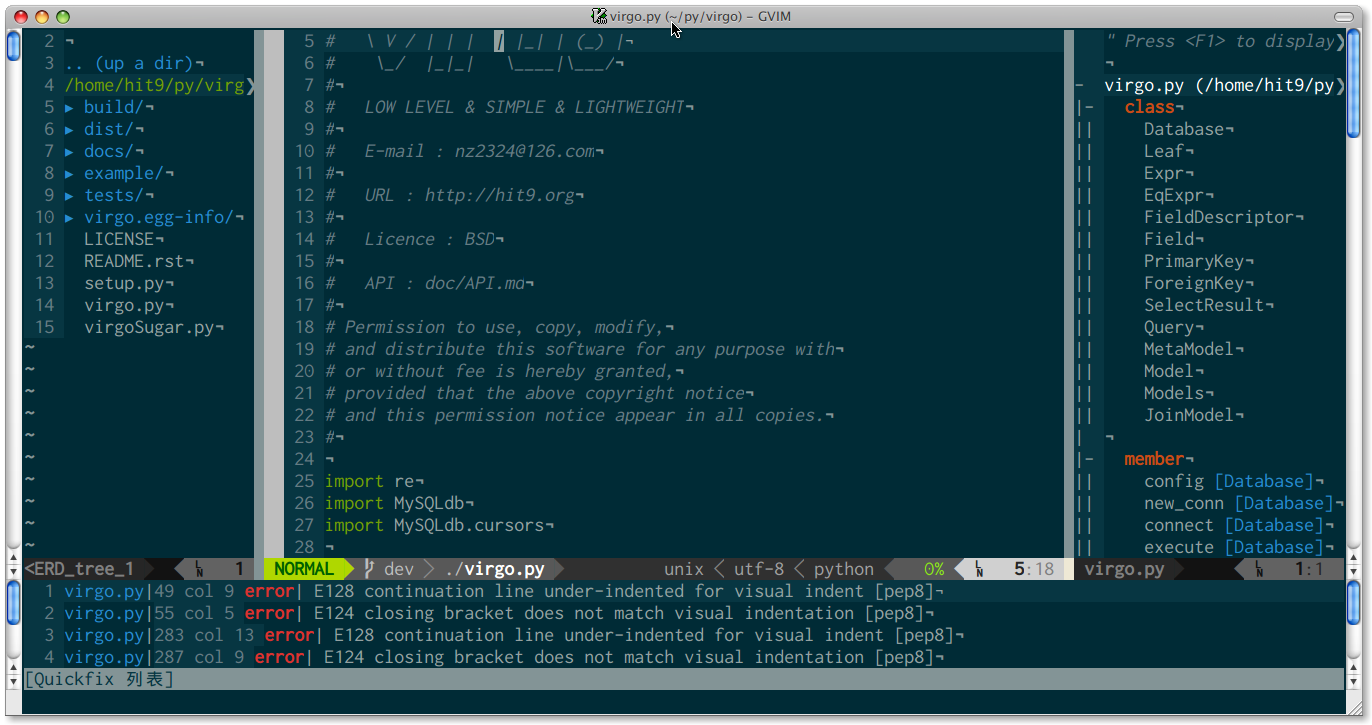 virgo.py (~/py/virgo) – GVIM
2 ¬
3 .. (up a dir)¬
4 /home/hit9/py/virg❯
5 ▸ build/¬
6 ▸ dist/¬
7 ▸ docs/¬
8 ▸ example/¬
9 ▸ tests/¬
10 ▸ virgo.egg-info/¬
11 LICENSE¬
12 README.rst¬
13 setup.py¬
14 virgo.py¬
15 virgoSugar.py¬
~
~
~
~
~
~
~
~
~
~
<ERD_tree_1 LN 1
5 #   \ V / | | |  | |_| | (_) |¬
6 #    \_/  |_|_|   \____|\___/¬
7 #¬
8 #   LOW LEVEL & SIMPLE & LIGHTWEIGHT¬
9 #¬
10 #   E-mail : nz2324@126.com¬
11 #¬
12 #   URL : http://hit9.org¬
13 #¬
14 #   Licence : BSD¬
15 #¬
16 #   API : doc/API.md¬
17 #¬
18 # Permission to use, copy, modify,¬
19 # and distribute this software for any purpose with¬
20 # or without fee is hereby granted,¬
21 # provided that the above copyright notice¬
22 # and this permission notice appear in all copies.¬
23 #¬
24 ¬
25 import re¬
26 import MySQLdb¬
27 import MySQLdb.cursors¬
28 ¬
NORMAL dev ./virgo.py unix utf-8 python 0% LN 5:18
" Press <F1> to display❯
¬
- virgo.py (/home/hit9/py❯
|- class¬
|| Database¬
|| Leaf¬
|| Expr¬
|| EqExpr¬
|| FieldDescriptor¬
|| Field¬
|| PrimaryKey¬
|| ForeignKey¬
|| SelectResult¬
|| Query¬
|| MetaModel¬
|| Model¬
|| Models¬
|| JoinModel¬
| ¬
|- member¬
|| config [Database]¬
|| new_conn [Database]¬
|| connect [Database]¬
|| execute [Database]¬
virgo.py LN 1:1
1 virgo.py|49 col 9 error| E128 continuation line under-indented for visual indent [pep8]¬
2 virgo.py|55 col 5 error| E124 closing bracket does not match visual indentation [pep8]¬
3 virgo.py|283 col 13 error| E128 continuation line under-indented for visual indent [pep8]¬
4 virgo.py|287 col 9 error| E124 closing bracket does not match visual indentation [pep8]¬
[Quickfix 列表]